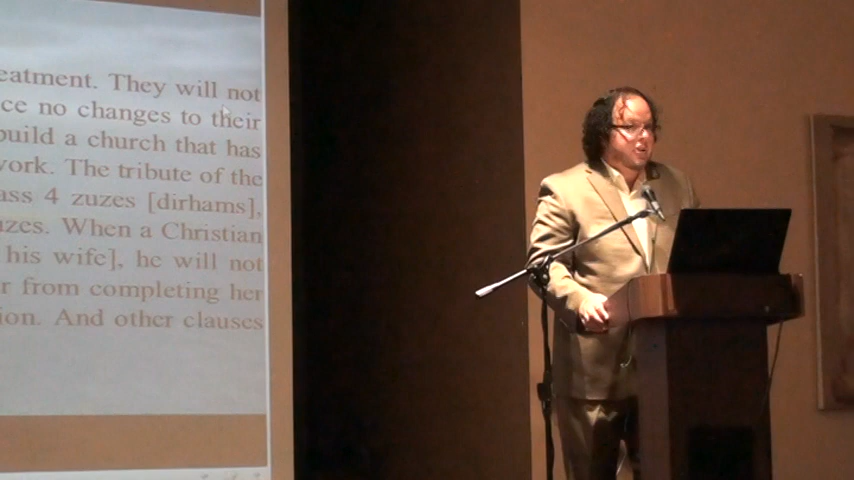 eatment. They will not
ce no changes to their
build a church that has
work. The tribute of the
ass 4 zuzes [dirhams],
uzes. When a Christian
his wife], he will not
r from completing her
ion. And other clauses